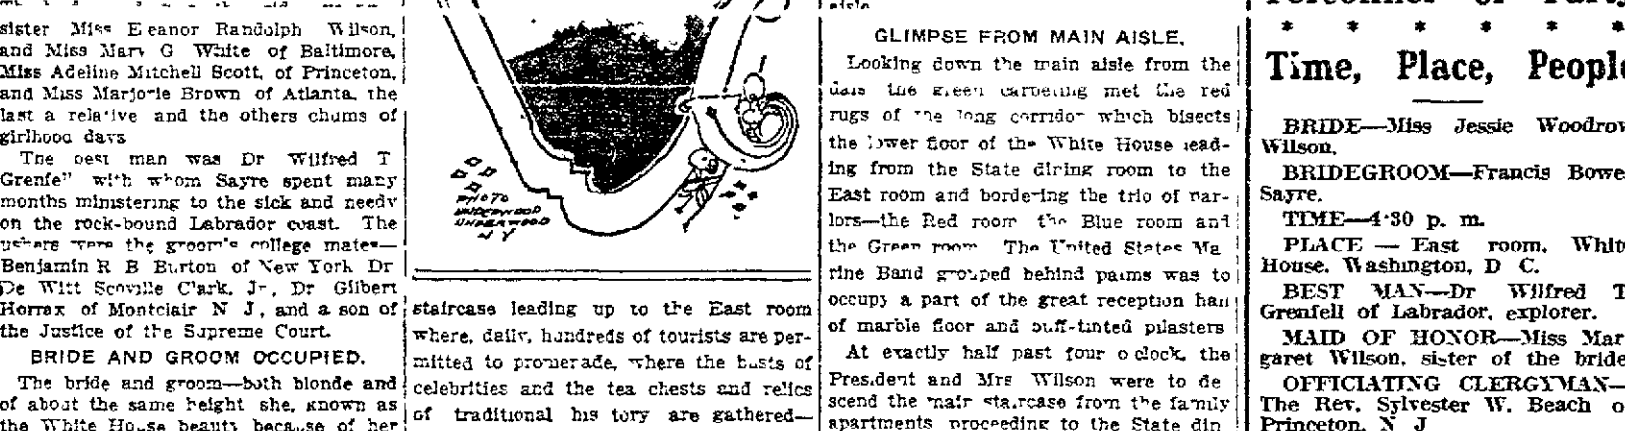 sister Miss Eleanor Randolph Wilson,
and Miss Mary G White of Baltimore,
Miss Adeline Mitchell Scott, of Princeton,
and Miss Marjorie Brown of Atlanta, the
last a relative and the others chums of
girlhood days
The best man was Dr Wilfred T
Grenfell with whom Sayre spent many
months ministering to the sick and needy
on the rock-bound Labrador coast. The
ushers were the groom's college mates—
Benjamin R B Burton of New York Dr
De Witt Scoville Clark, Jr, Dr Gilbert
Horrax of Montclair N J, and a son of
the Justice of the Supreme Court.
BRIDE AND GROOM OCCUPIED.
The bride and groom—both blonde and
of about the same height she, known as
the White House beauty because of her
PHOTO
UNDERWOOD
UNDERWOOD
N Y
staircase leading up to the East room
where, daily, hundreds of tourists are per-
mitted to promenade, where the busts of
celebrities and the tea chests and relics
of traditional his tory are gathered—
aisle
GLIMPSE FROM MAIN AISLE.
Looking down the main aisle from the
dais the green carpeting met the red
rugs of the long corridor which bisects
the lower floor of the White House lead-
ing from the State dining room to the
East room and bordering the trio of par-
lors—the Red room the Blue room and
the Green room The United States Ma
rine Band grouped behind palms was to
occupy a part of the great reception hall
of marble floor and buff-tinted pilasters
At exactly half past four o clock, the
President and Mrs Wilson were to de
scend the main staircase from the family
apartments proceeding to the State din
* * * * * *
Time, Place, People
BRIDE—Miss Jessie Woodrow
Wilson.
BRIDEGROOM—Francis Bowe
Sayre.
TIME—4·30 p. m.
PLACE — East room, Whit
House, Washington, D C.
BEST MAN—Dr Wilfred T
Grenfell of Labrador, explorer.
MAID OF HONOR—Miss Mar
garet Wilson, sister of the bride
OFFICIATING CLERGYMAN—
The Rev. Sylvester W. Beach o
Princeton, N J